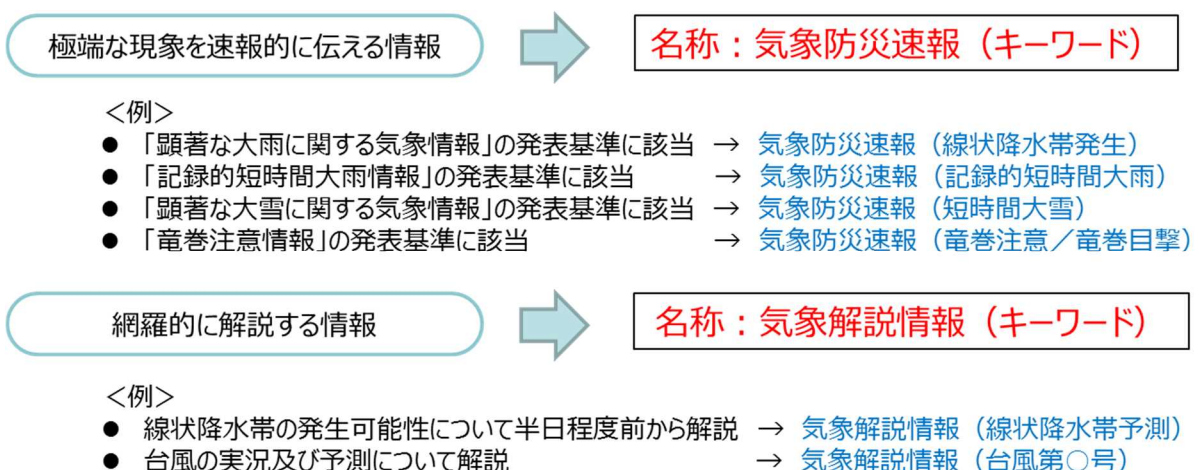 極端な現象を速報的に伝える情報 名称：気象防災速報（キーワード）
＜例＞
● 「顕著な大雨に関する気象情報」の発表基準に該当 → 気象防災速報（線状降水帯発生）
● 「記録的短時間大雨情報」の発表基準に該当 → 気象防災速報（記録的短時間大雨）
● 「顕著な大雪に関する気象情報」の発表基準に該当 → 気象防災速報（短時間大雪）
● 「竜巻注意情報」の発表基準に該当 → 気象防災速報（竜巻注意／竜巻目撃）
網羅的に解説する情報 名称：気象解説情報（キーワード）
＜例＞
● 線状降水帯の発生可能性について半日程度前から解説 → 気象解説情報（線状降水帯予測）
● 台風の実況及び予測について解説 → 気象解説情報（台風第○号）